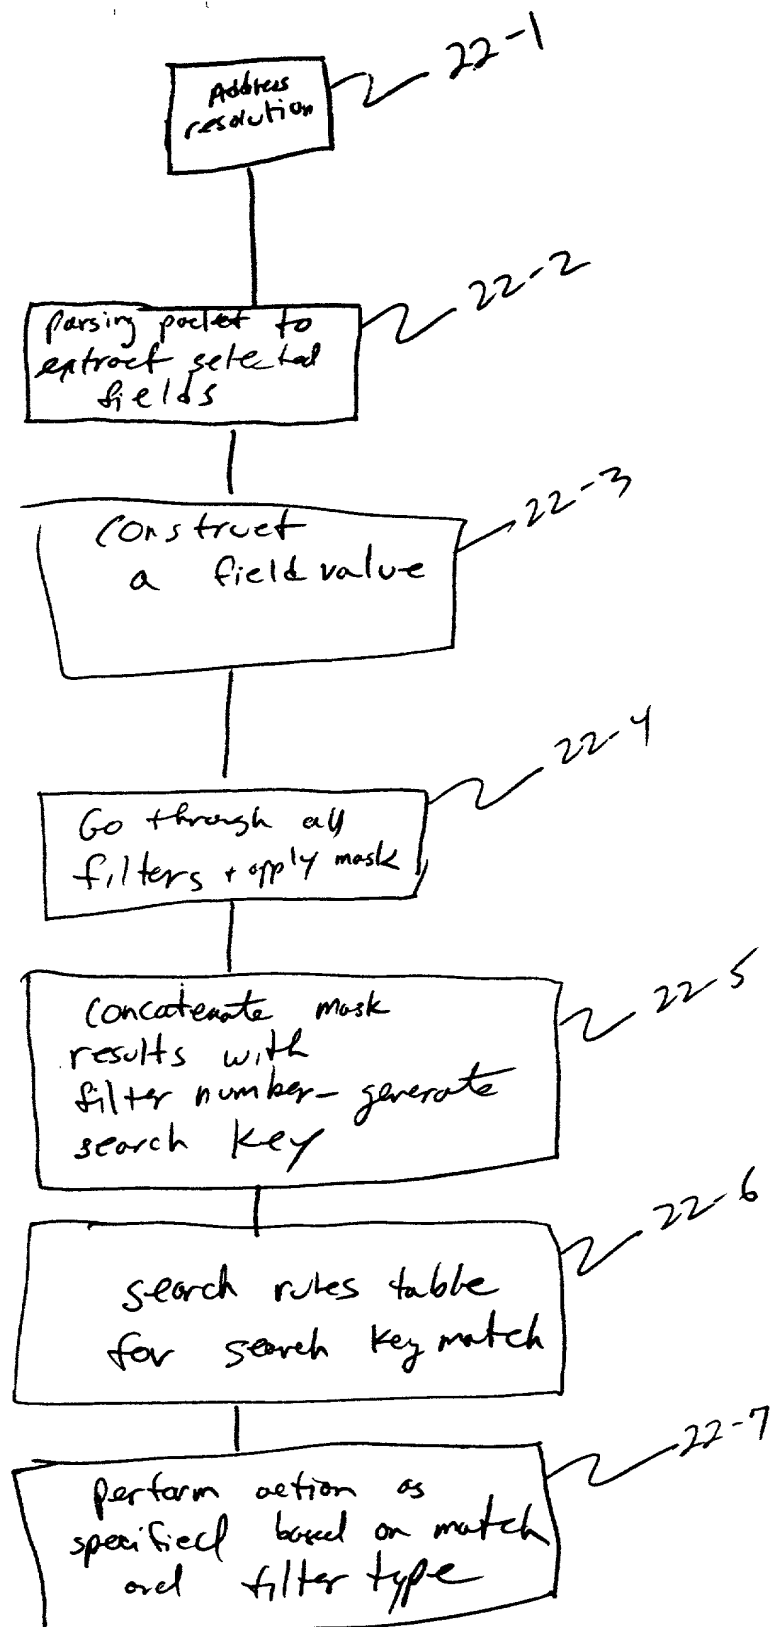 22-1
Address
resolution
22-2
parsing packet to
extract selected
fields
22-3
Construct
a field value
22-4
Go through all
filters + apply mask
22-5
Concatenate mask
results with
filter number - generate
search key
22-6
search rules table
for search key match
22-7
perform action as
specified based on match
and filter type